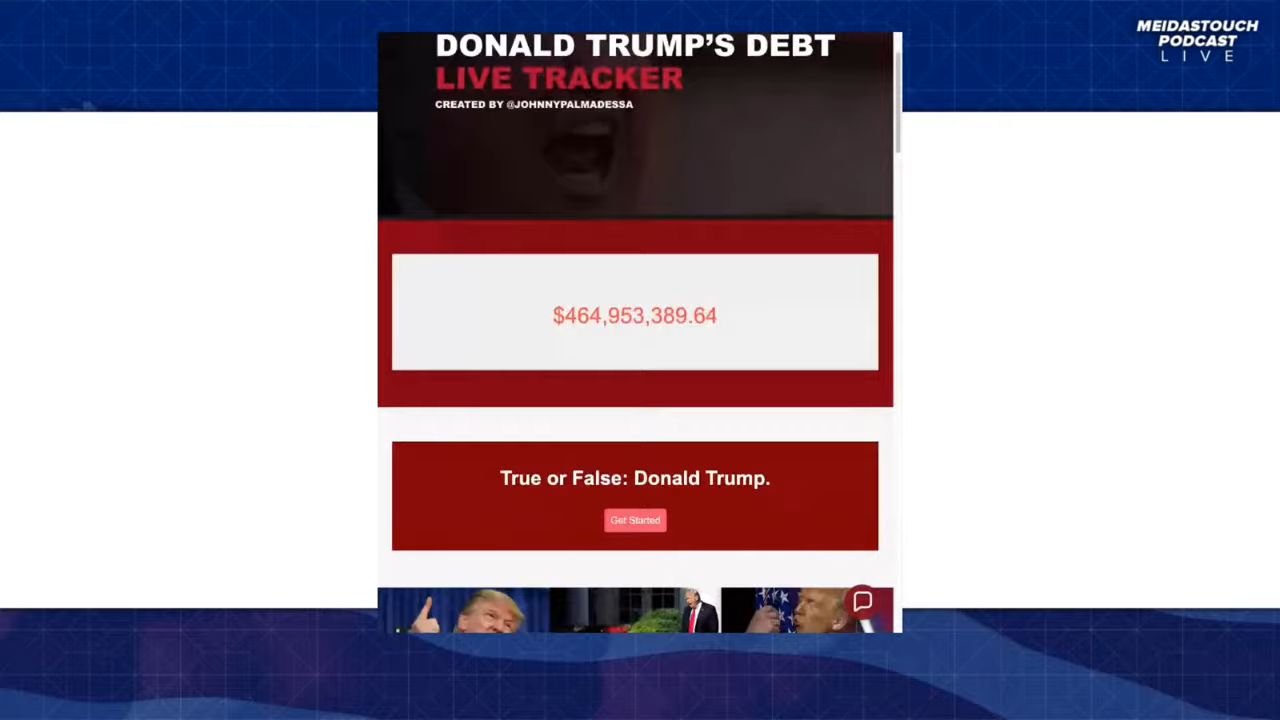 MEIDASTOUCH
PODCAST
LIVE
DONALD TRUMP'S DEBT
LIVE TRACKER
CREATED BY @JOHNNYPALMADESSA
$464,953,389.64
True or False: Donald Trump.
Get Started